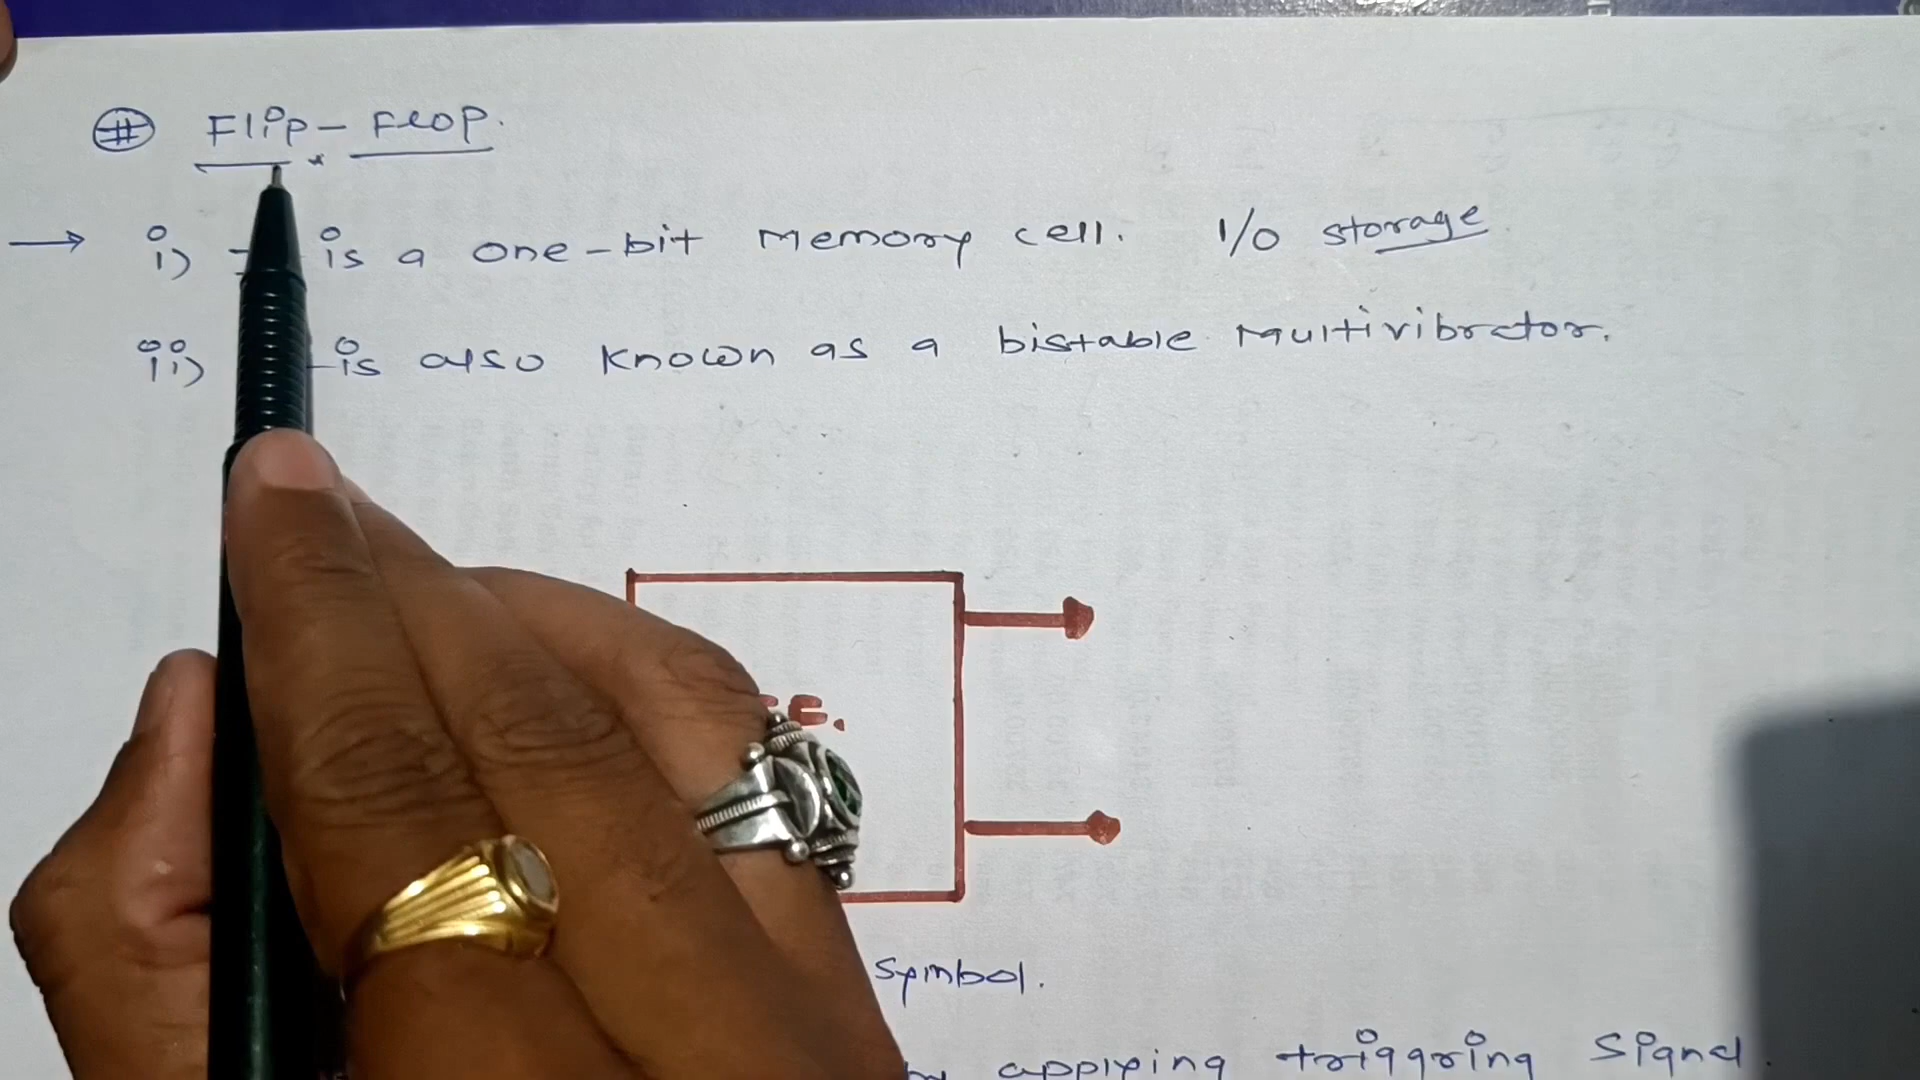 # Flip-Flop.
→ i) is a one-bit memory cell. 1/0 storage
ii) is also known as a bistable multivibrator.
F.
Symbol.
by applying triggring signal.